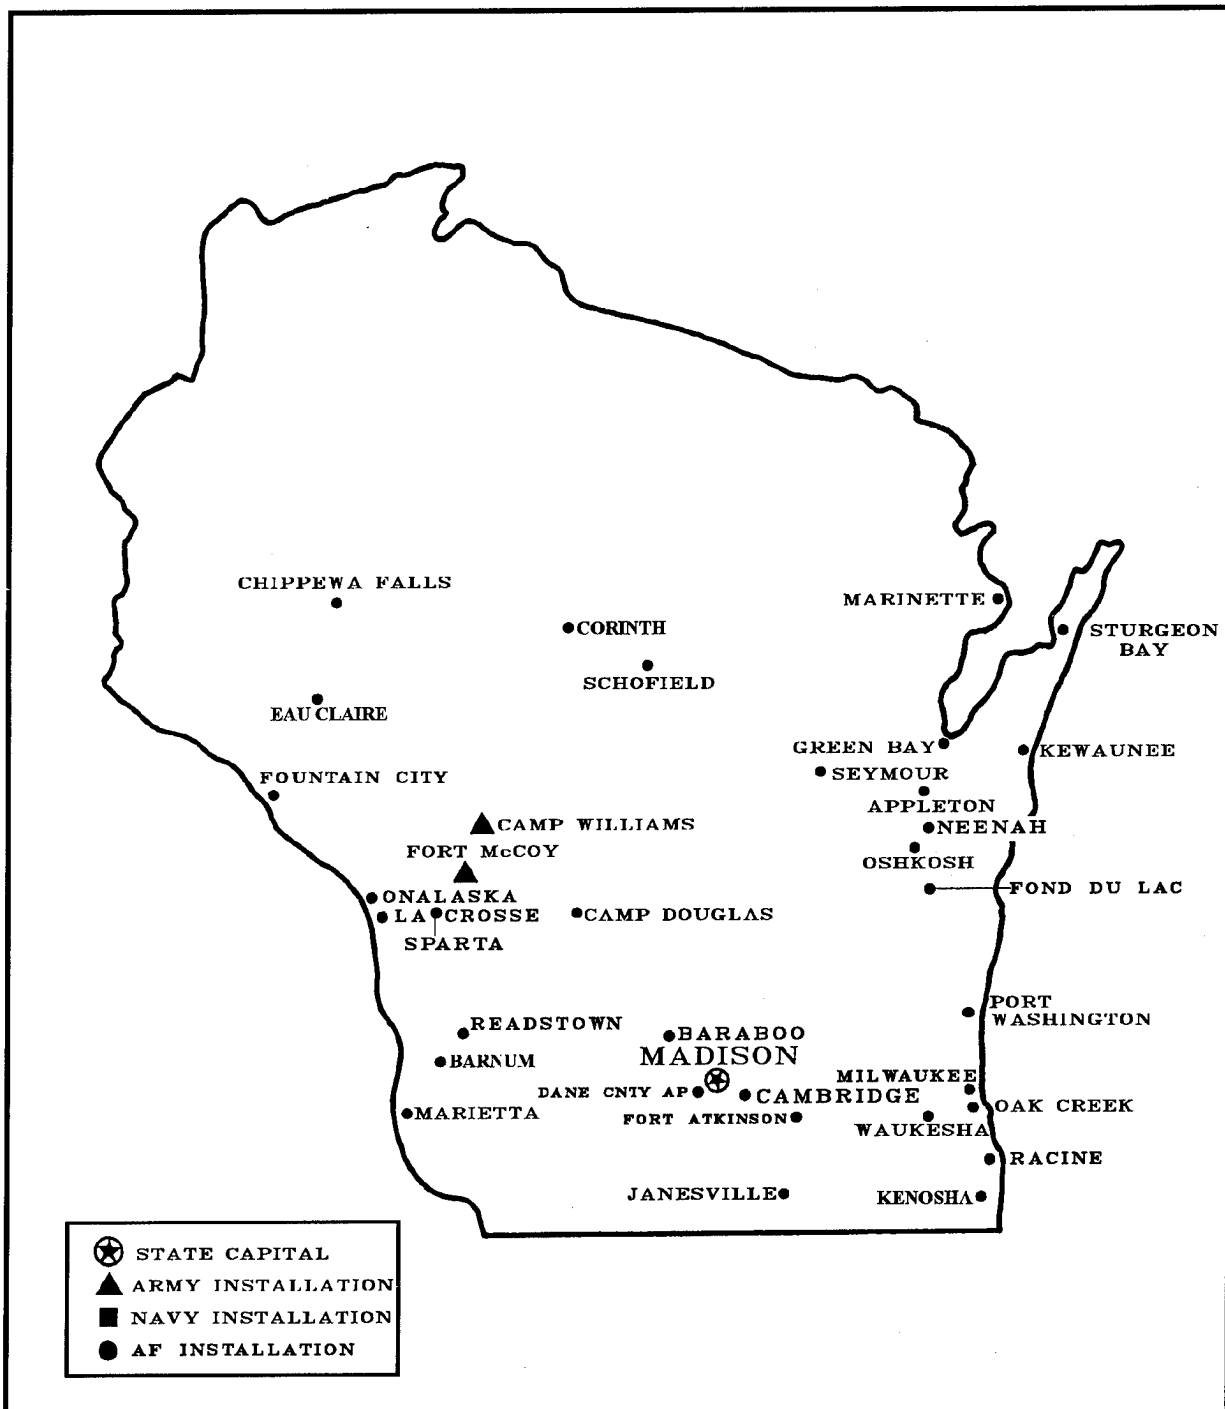 CHIPPEWA FALLS
MARINETTE
CORINTH
STURGEON
BAY
SCHOFIELD
EAU CLAIRE
GREEN BAY
KEWAUNEE
FOUNTAIN CITY
SEYMOUR
APPLETON
CAMP WILLIAMS
NEENAH
FORT McCOY
OSHKOSH
ONALASKA
FOND DU LAC
LA CROSSE
CAMP DOUGLAS
SPARTA
PORT
WASHINGTON
READSTOWN
BARABOO
MADISON
BARNUM
MILWAUKEE
DANE CNTY AP
CAMBRIDGE
OAK CREEK
MARIETTA
FORT ATKINSON
WAUKESHA
RACINE
JANESVILLE
KENOSHA
STATE CAPITAL
ARMY INSTALLATION
NAVY INSTALLATION
AF INSTALLATION